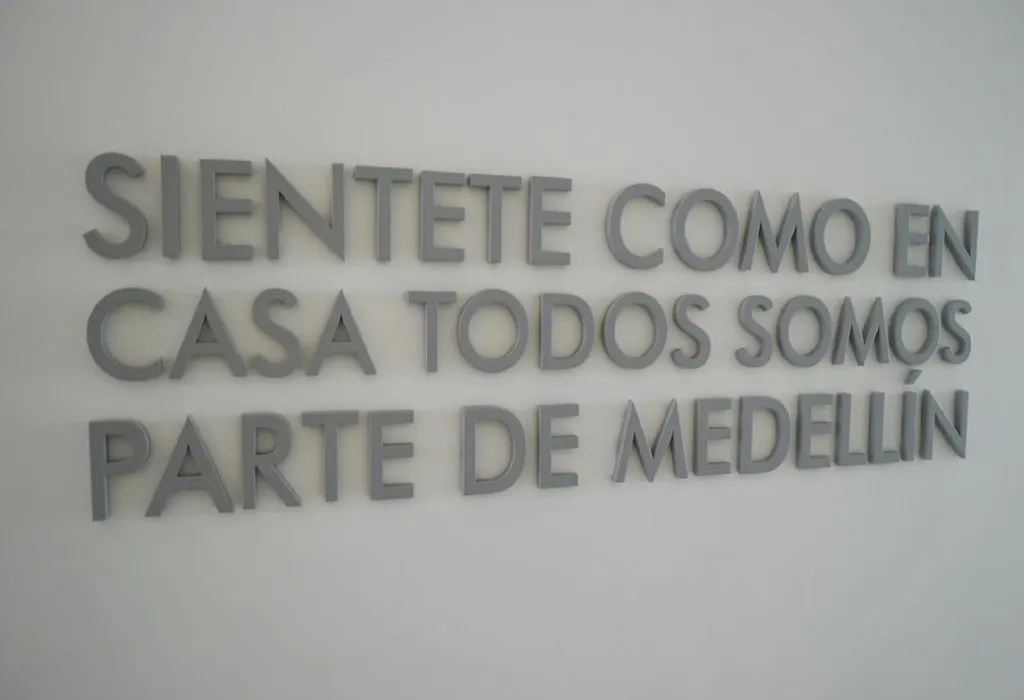 SIENTETE COMO EN
CASA TODOS SOMOS
PARTE DE MEDELLÍN